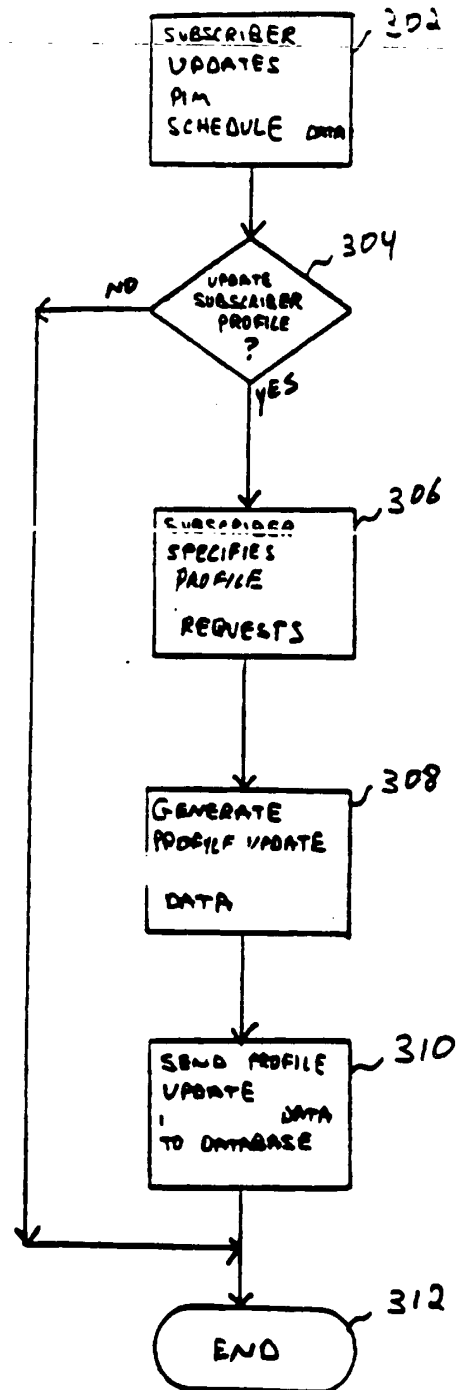 SUBSCRIBER
UPDATES
PIM
SCHEDULE DATA
302
304
UPDATE
SUBSCRIBER
PROFILE
?
NO
YES
306
SUBSCRIBER
SPECIFIES
PROFILE
REQUESTS
308
GENERATE
PROFILE UPDATE
DATA
310
SEND PROFILE
UPDATE
DATA
TO DATABASE
312
END